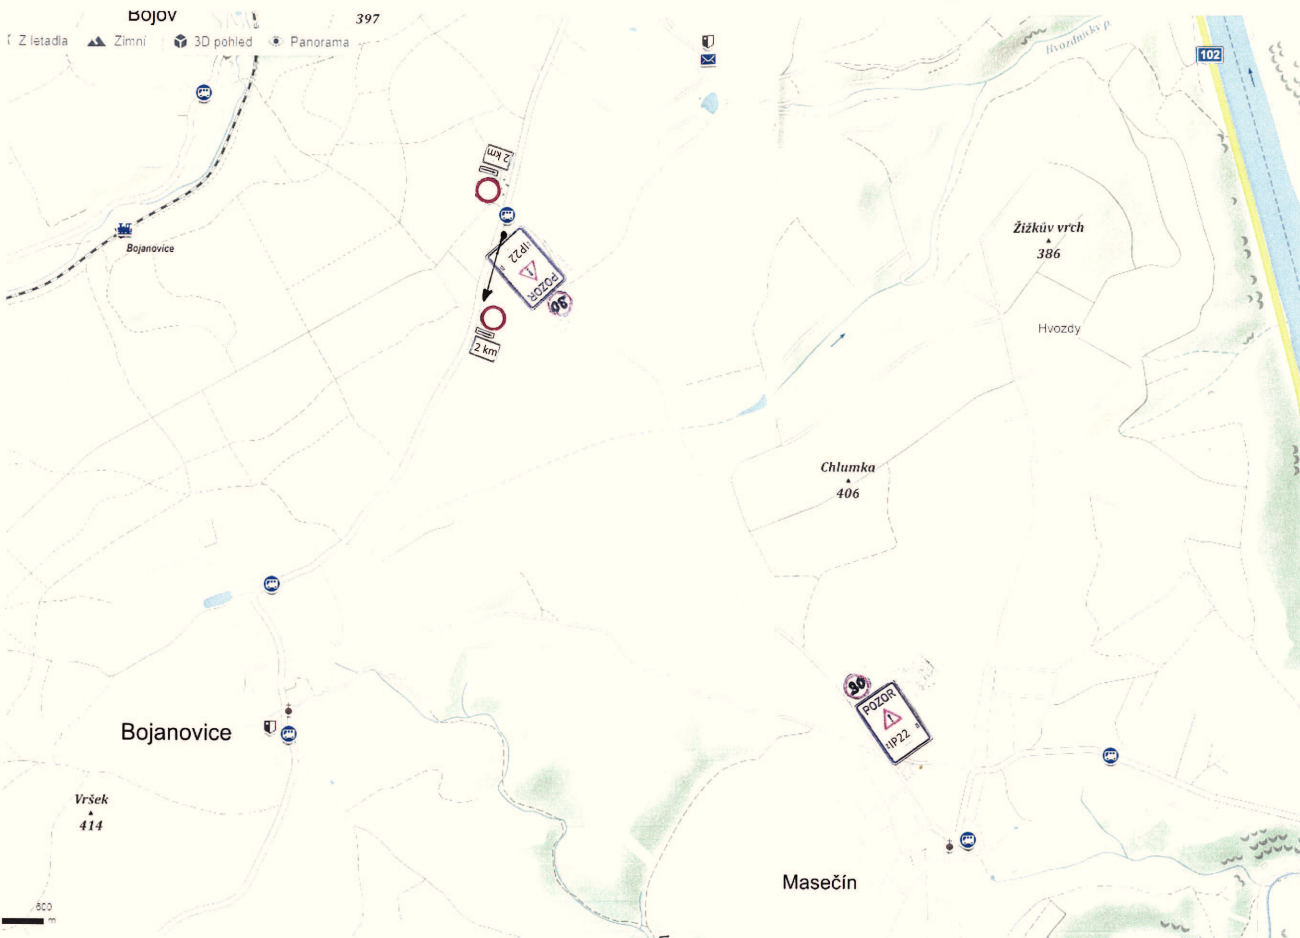 Bojov
397
Z letadla
Zimní
3D pohled
Panorama
102
Hvozdnický p.
2 km
Bojanovice
IP22
POZOR
30
2 km
Žižkův vrch
386
Hvozdy
Chlumka
406
30
POZOR
IP22
Bojanovice
Vršek
414
Masečín
600
m